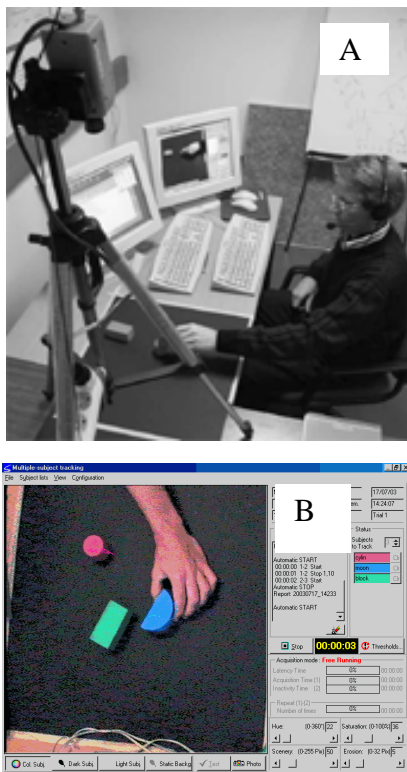 A
Multiple-subject tracking
File Subject lists View Configuration
B
17/07/03
em. 14:24:07
Trial 1
Status
Subjects to Track 3
cylin
moon
block
Automatic START
00:00:00 1-2 Start
00:00:01 1-2 Stop 1,10
00:00:02 2-3 Start
Automatic STOP
Report 20030717_14233
Automatic START
Stop 00:00:03 Thresholds...
Acquisition mode: Free Running
Latency Time 0% 00:00:00
Acquisition Time (1) 0% 00:00:00
Inactivity Time (2) 0% 00:00:00
Repeat (1)-(2)
Number of times 0% 00:00:00
Hue: (0-360°) 22 Saturation: (0-100%) 36
Scenery: (0-255 Pix) 50 Erosion: (0-32 Pix) 5
Col. Subj. Dark Subj. Light Subj. Static Backg. Test Photo